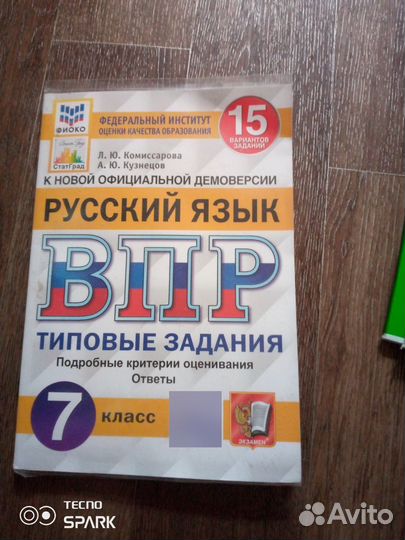 ФИОКО
СтатГрад
ФЕДЕРАЛЬНЫЙ ИНСТИТУТ
ОЦЕНКИ КАЧЕСТВА ОБРАЗОВАНИЯ
15
ВАРИАНТОВ
ЗАДАНИЙ
Л. Ю. Комиссарова
А. Ю. Кузнецов
К НОВОЙ ОФИЦИАЛЬНОЙ ДЕМОВЕРСИИ
РУССКИЙ ЯЗЫК
ВПР
ТИПОВЫЕ ЗАДАНИЯ
Подробные критерии оценивания
Ответы
7 КЛАСС
ЭКЗАМЕН
TECNO
SPARK
Avito